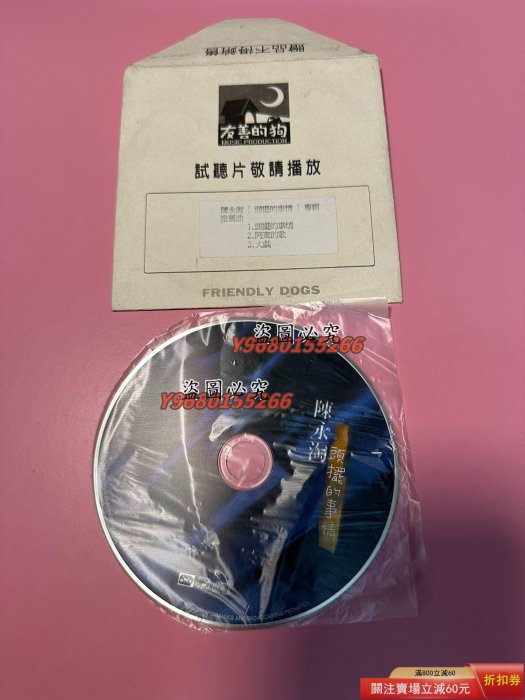 贈品不得銷售
友善的狗
MUSIC PRODUCTION
試聽片敬請播放
陳永淘 [ 頭擺的事情 ] 專輯
推薦曲
1.頭擺的事情
2.阿東的歌
3.大戲
FRIENDLY DOGS
盜圖必究
Y9680155266
盜圖必究
Y9680155266
陳永淘
頭擺的事情
滿800立減60
關注賣場立減60元
折扣券